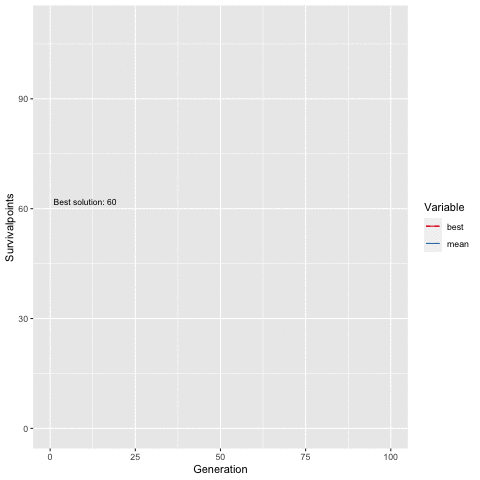 Survivalpoints
90
60
30
0
Best solution: 60
0
25
50
75
100
Generation
Variable
best
mean